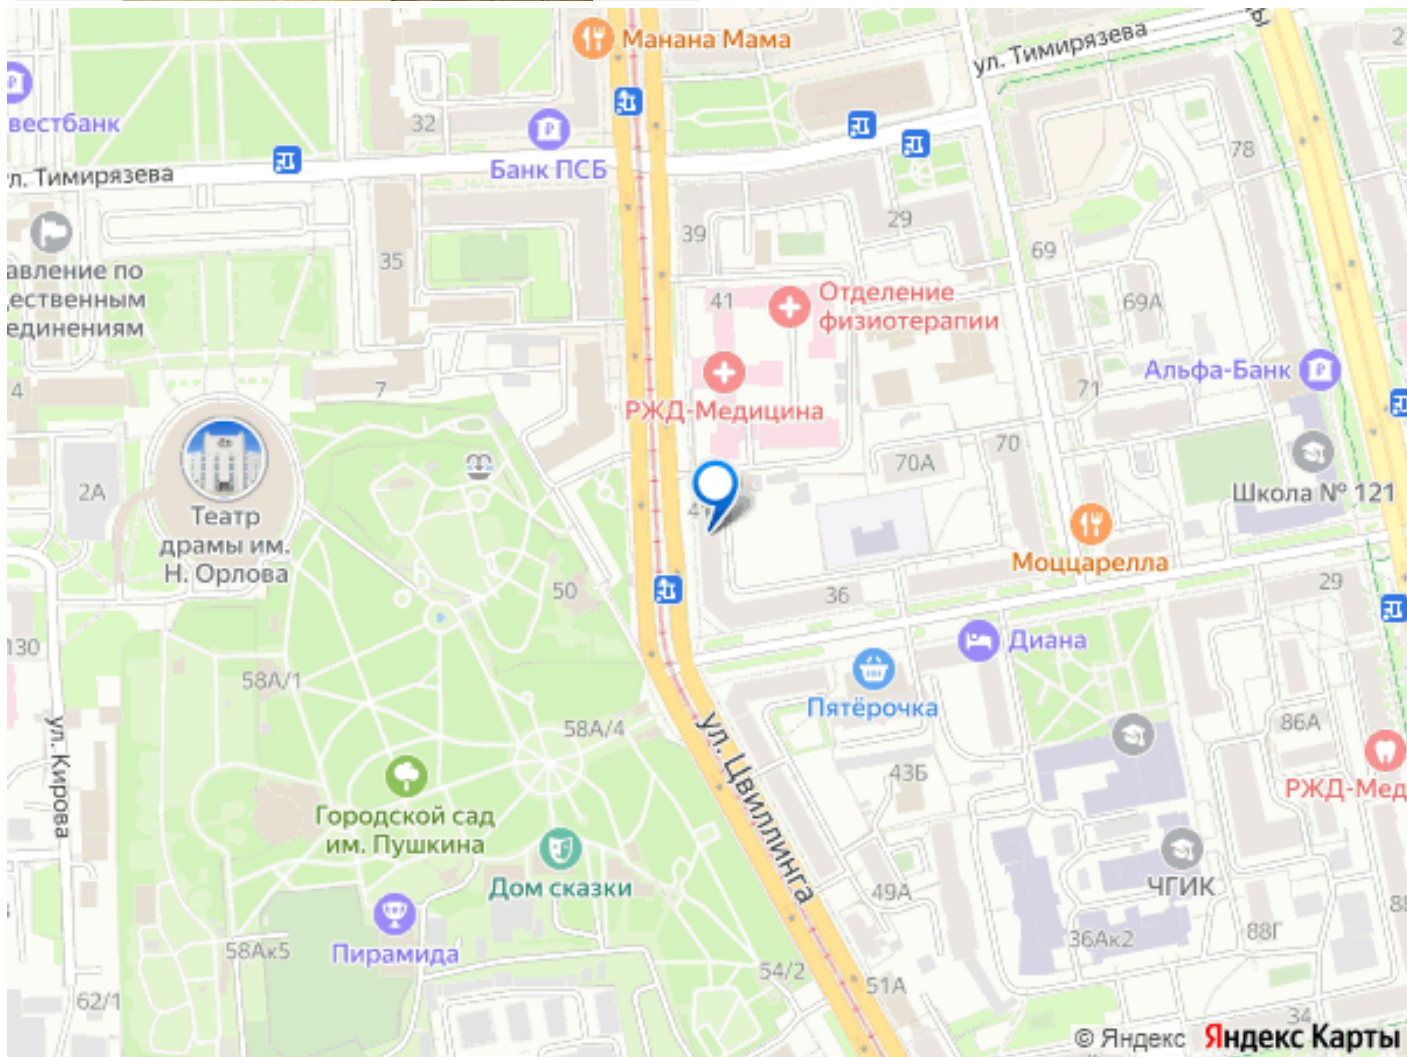 Манана Мама
ул. Тимирязева
2
вестбанк
32
Банк ПСБ
78
ул. Тимирязева
29
39
69
авление по
35
41
Отделение
физиотерапии
69А
ественным
единениям
Альфа-Банк
4
7
71
РЖД-Медицина
70
70А
2А
Школа № 121
Театр
драмы им.
Н. Орлова
Моццарелла
50
36
29
130
Диана
58А/1
Пятёрочка
ул. Кирова
58А/4
ул. Цвиллинга
86А
43Б
РЖД-Мед
Городской сад
им. Пушкина
Дом сказки
49А
ЧГИК
58Ак5
Пирамида
36Ак2
88Г
54/2
51А
62/1
34
© Яндекс Яндекс Карты